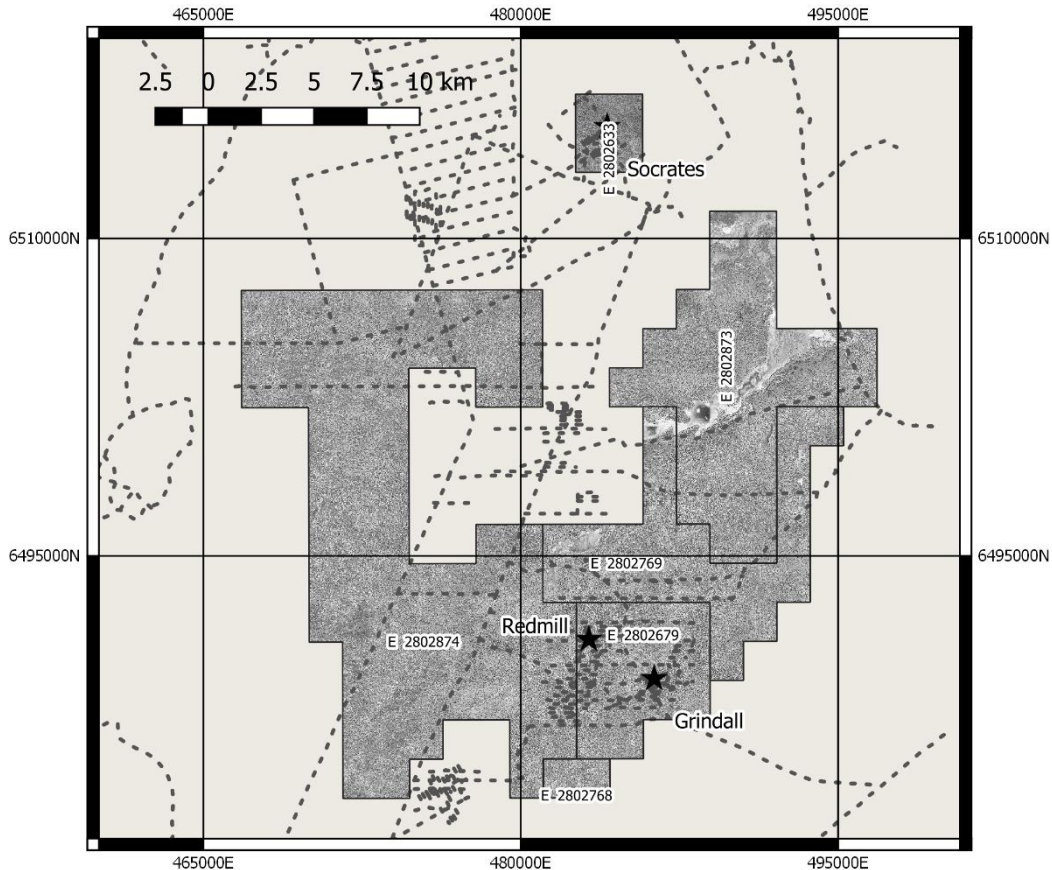 465000E 480000E 495000E
2.5 0 2.5 5 7.5 10 km
E 2802633
Socrates
6510000N 6510000N
E 2802873
6495000N 6495000N
E 2802769
Redmill
E 2802679
E 2802874
Grindall
E 2802768
465000E 480000E 495000E